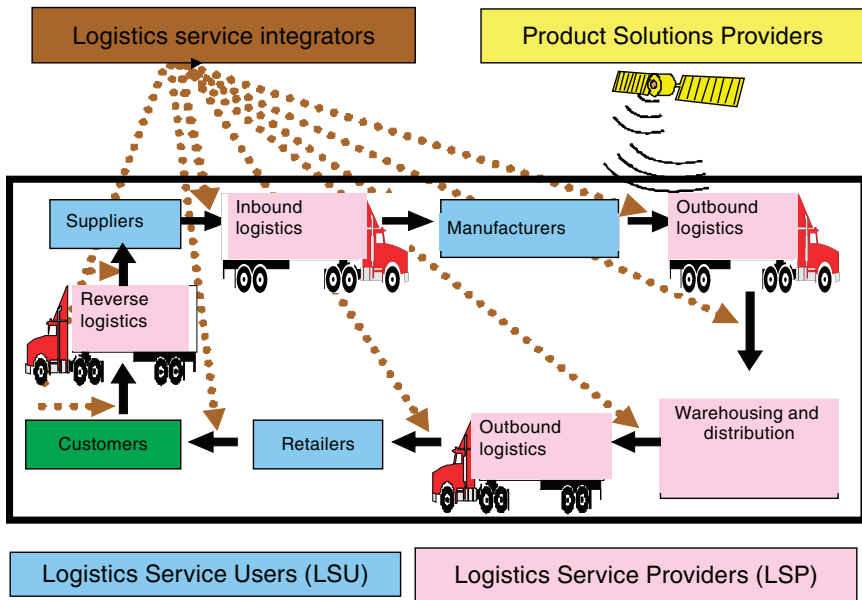 Logistics service integrators
Product Solutions Providers
Suppliers
Inbound
logistics
Manufacturers
Outbound
logistics
Reverse
logistics
Customers
Retailers
Outbound
logistics
Warehousing and
distribution
Logistics Service Users (LSU)
Logistics Service Providers (LSP)